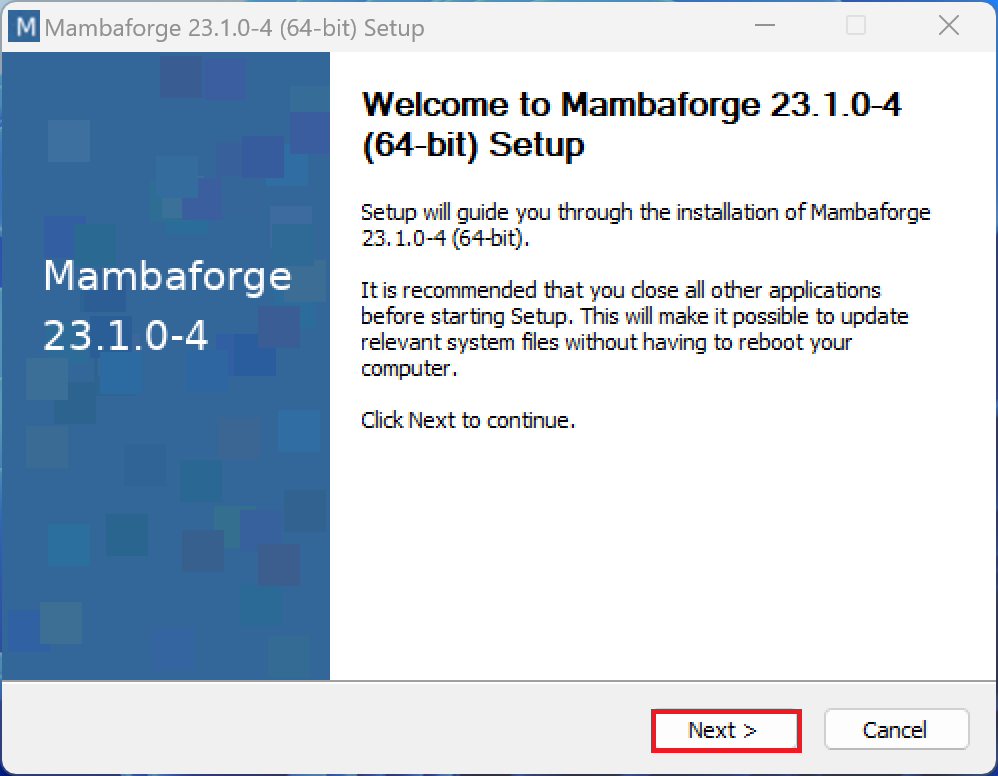 M Mambaforge 23.1.0-4 (64-bit) Setup
Mambaforge
23.1.0-4
Welcome to Mambaforge 23.1.0-4
(64-bit) Setup
Setup will guide you through the installation of Mambaforge
23.1.0-4 (64-bit).
It is recommended that you close all other applications
before starting Setup. This will make it possible to update
relevant system files without having to reboot your
computer.
Click Next to continue.
Next >
Cancel